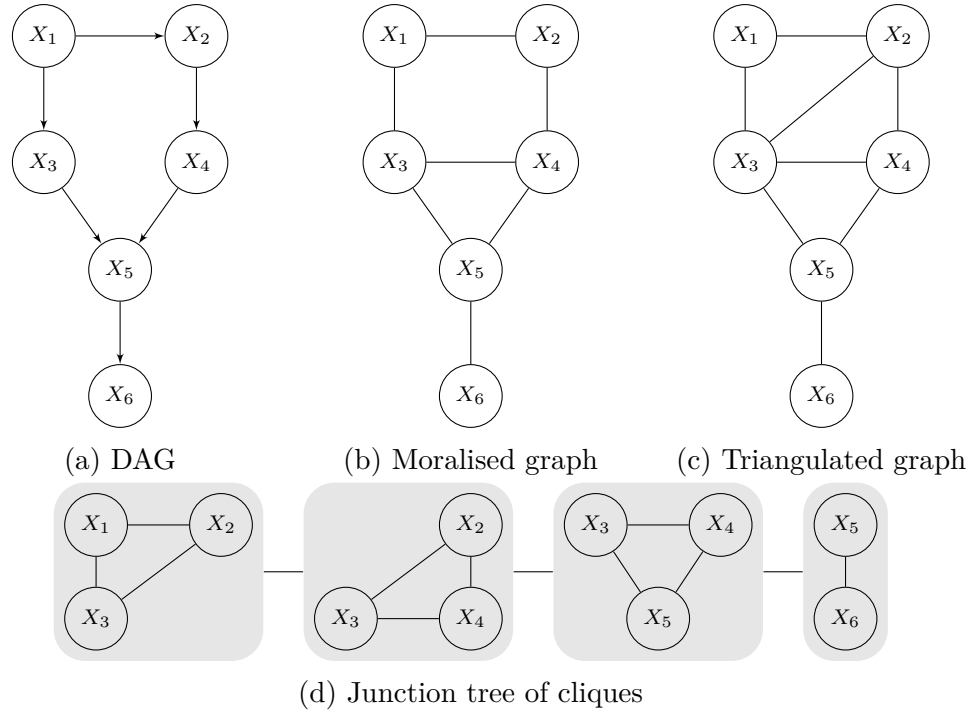 X₁ X₂ X₁ X₂ X₁ X₂
X₃ X₄ X₃ X₄ X₃ X₄
X₅ X₅ X₅
X₆ X₆ X₆
(a) DAG (b) Moralised graph (c) Triangulated graph
X₁ X₂ X₂ X₃ X₄ X₅
X₃ X₃ X₄ X₅ X₆
(d) Junction tree of cliques